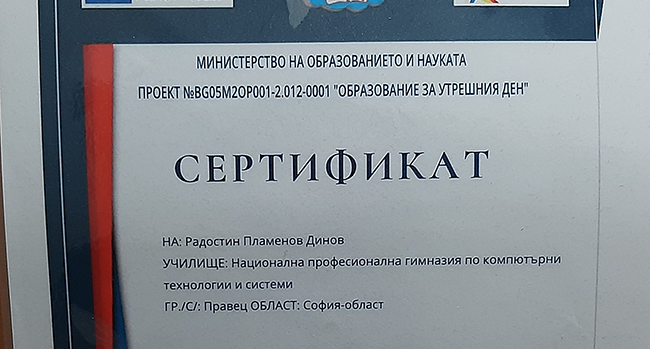 МИНИСТЕРСТВО НА ОБРАЗОВАНИЕТО И НАУКАТА
ПРОЕКТ №BG05M2OP001-2.012-0001 "ОБРАЗОВАНИЕ ЗА УТРЕШНИЯ ДЕН"
СЕРТИФИКАТ
НА: Радостин Пламенов Динов
УЧИЛИЩЕ: Национална професионална гимназия по компютърни
технологии и системи
ГР./С/: Правец ОБЛАСТ: София-област